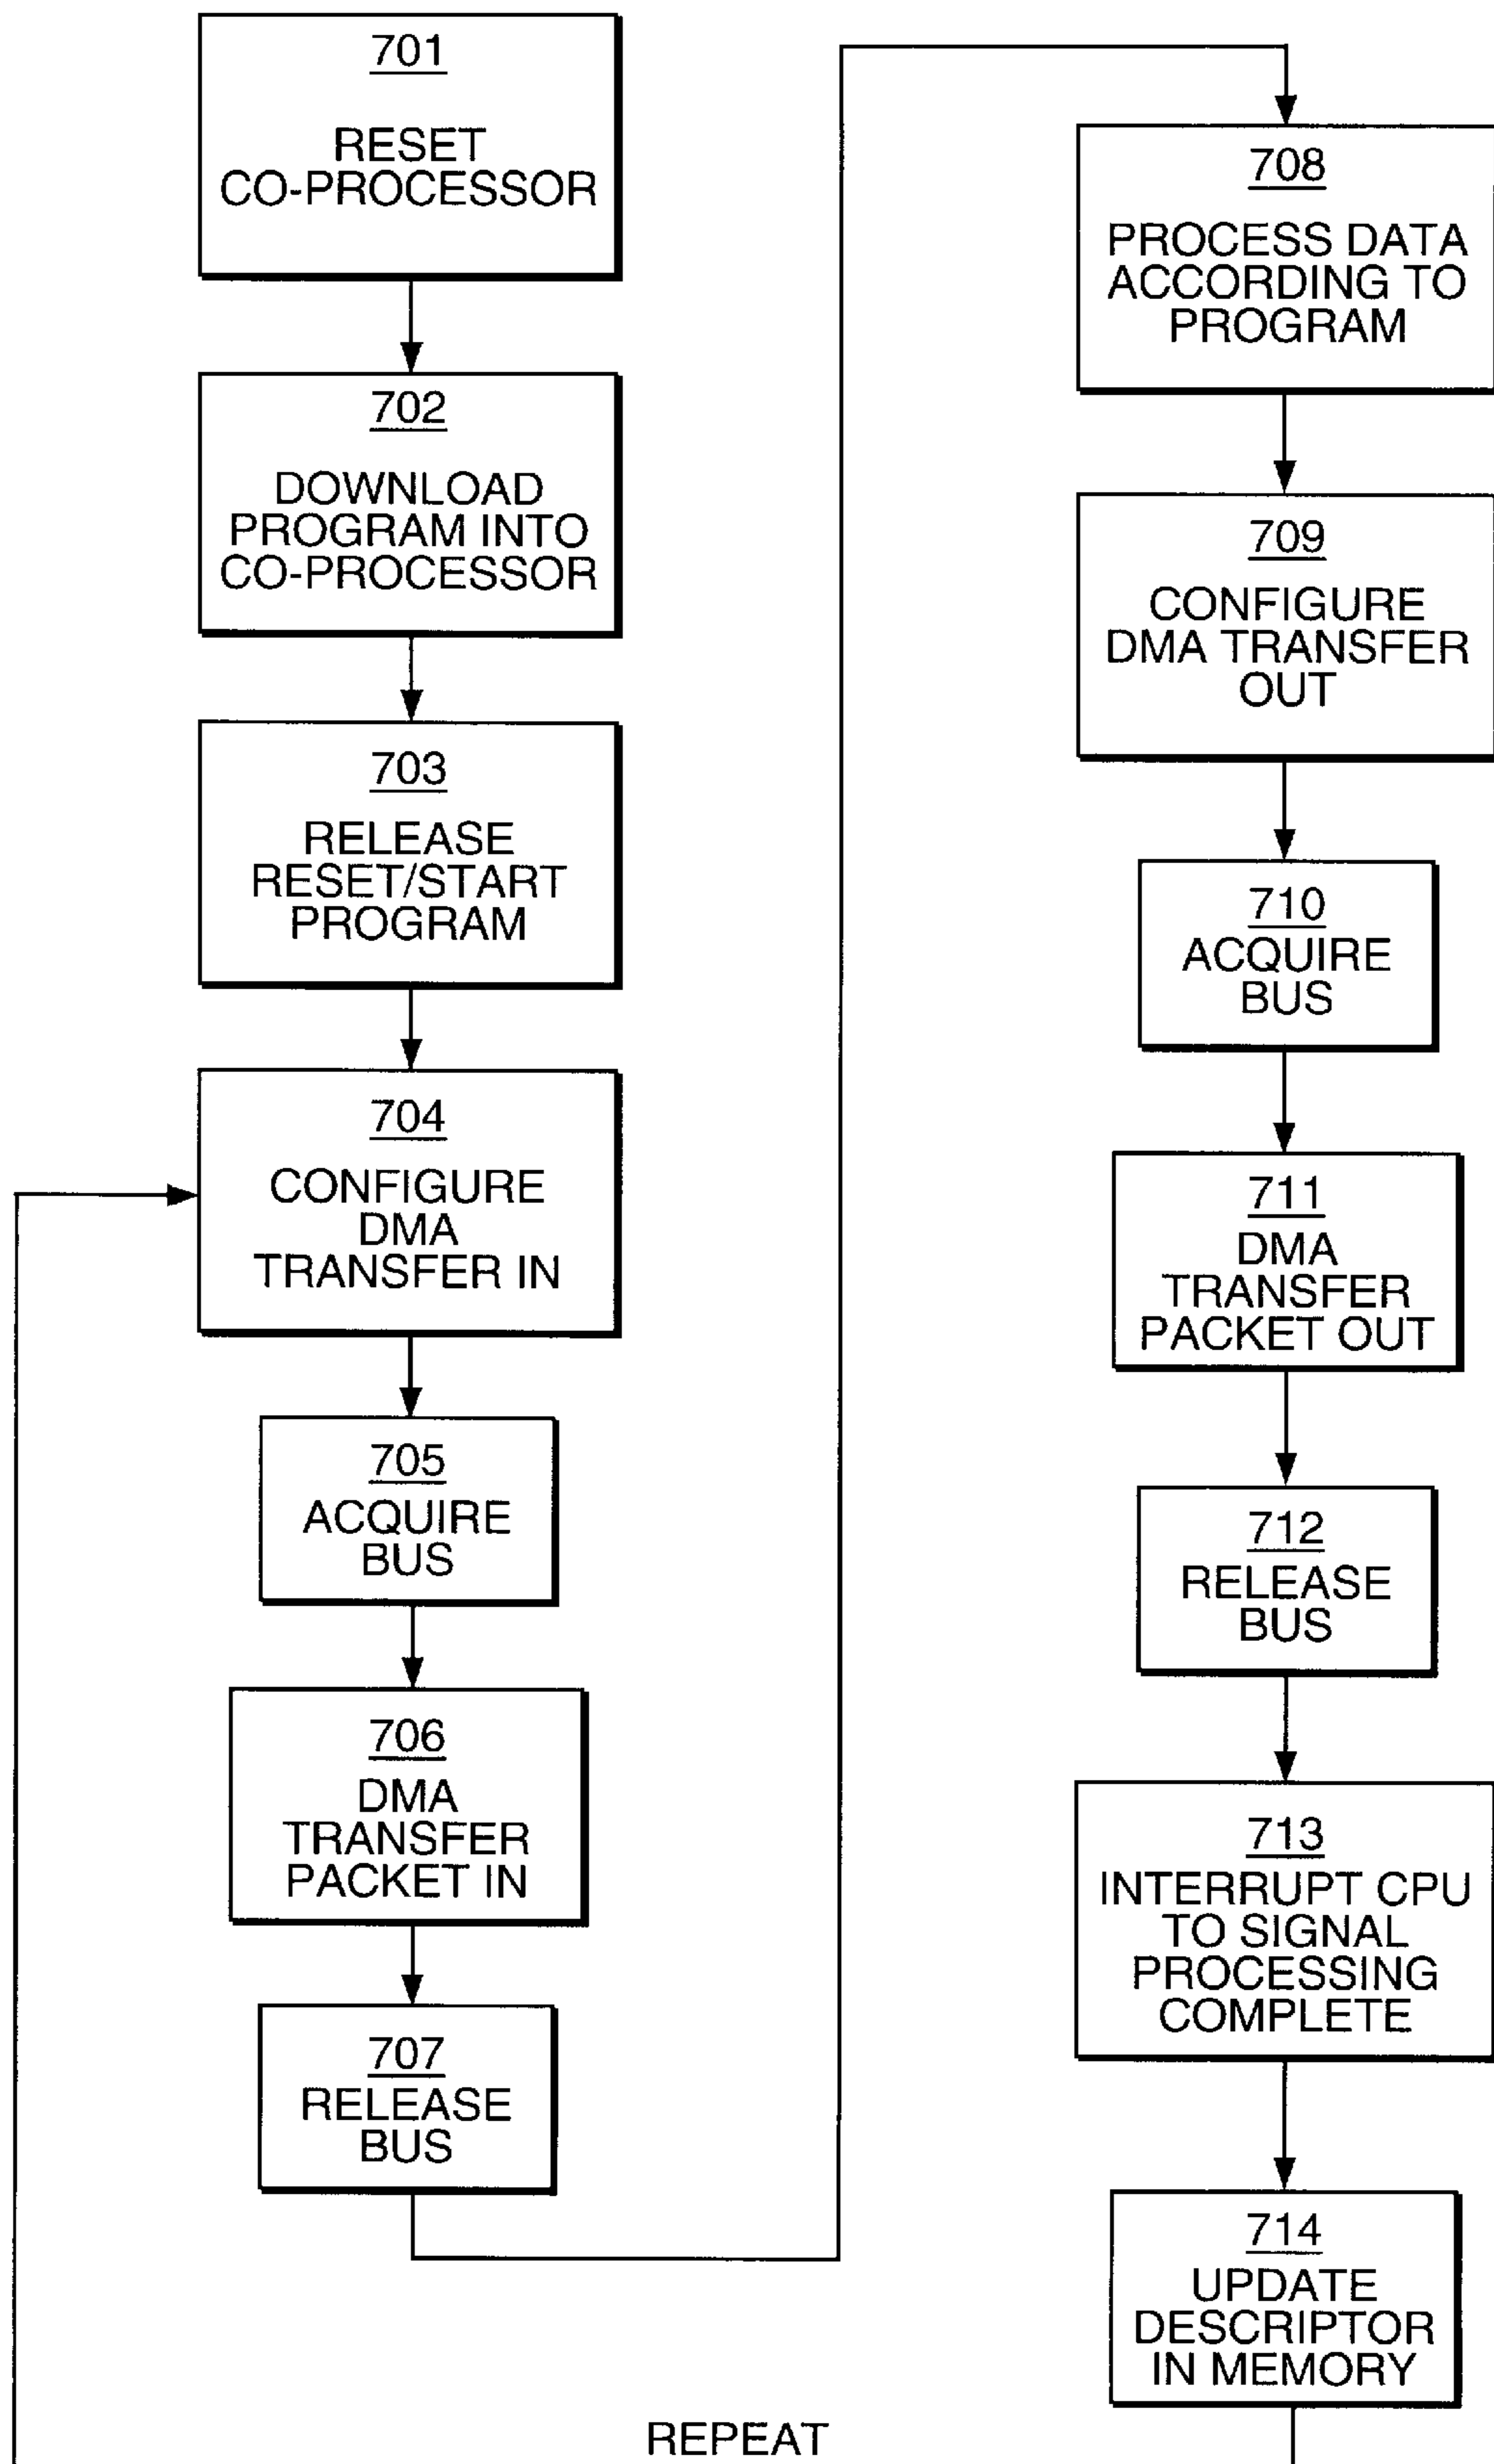 701
RESET
CO-PROCESSOR
702
DOWNLOAD
PROGRAM INTO
CO-PROCESSOR
703
RELEASE
RESET/START
PROGRAM
704
CONFIGURE
DMA
TRANSFER IN
705
ACQUIRE
BUS
706
DMA
TRANSFER
PACKET IN
707
RELEASE
BUS
708
PROCESS DATA
ACCORDING TO
PROGRAM
709
CONFIGURE
DMA TRANSFER
OUT
710
ACQUIRE
BUS
711
DMA
TRANSFER
PACKET OUT
712
RELEASE
BUS
713
INTERRUPT CPU
TO SIGNAL
PROCESSING
COMPLETE
714
UPDATE
DESCRIPTOR
IN MEMORY
REPEAT